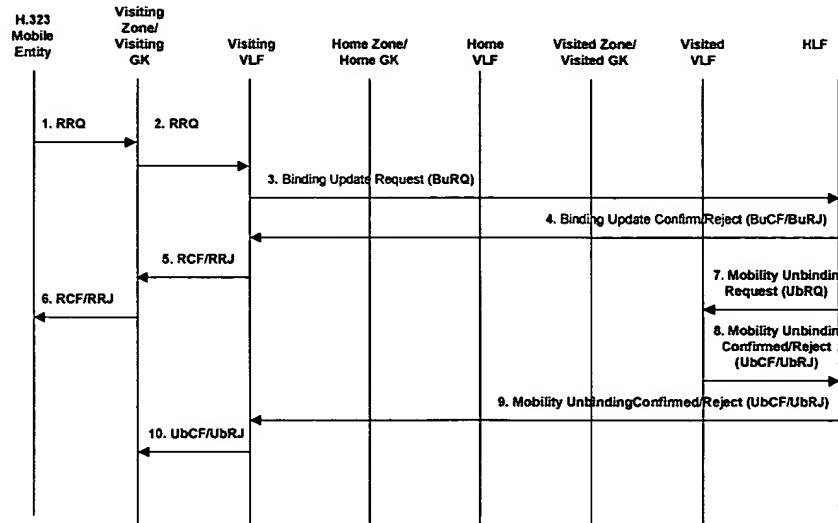 H.323
Mobile
Entity
Visiting
Zone/
Visiting
GK
Visiting
VLF
Home Zone/
Home GK
Home
VLF
Visited Zone/
Visited GK
Visited
VLF
HLF
1. RRQ
2. RRQ
3. Binding Update Request (BuRQ)
4. Binding Update Confirm/Reject (BuCF/BuRJ)
5. RCF/RRJ
6. RCF/RRJ
7. Mobility Unbindin
Request (UbRQ)
8. Mobility Unbindin
Confirmed/Reject
(UbCF/UbRJ)
9. Mobility UnbindingConfirmed/Reject (UbCF/UbRJ)
10. UbCF/UbRJ